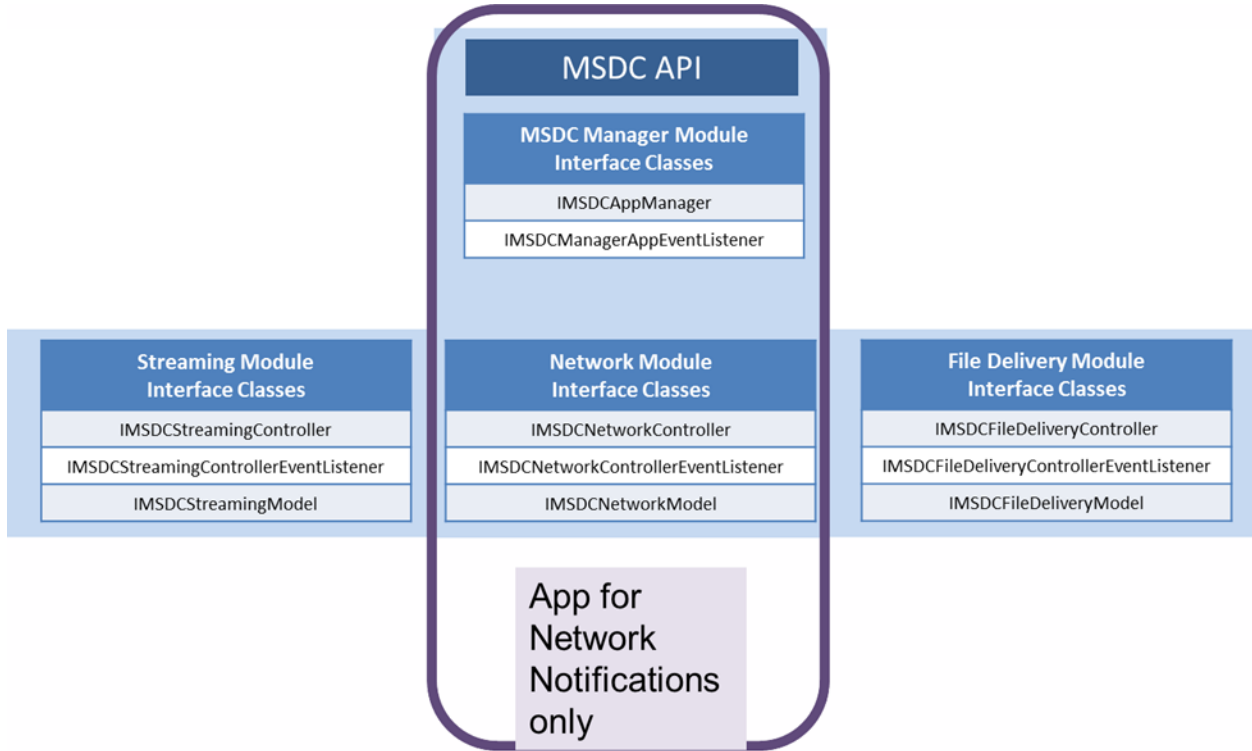 MSDC API
MSDC Manager Module
Interface Classes
IMSDCAppManager
IMSDCManagerAppEventListener
Streaming Module
Interface Classes
IMSDCStreamingController
IMSDCStreamingControllerEventListener
IMSDCStreamingModel
Network Module
Interface Classes
IMSDCNetworkController
IMSDCNetworkControllerEventListener
IMSDCNetworkModel
File Delivery Module
Interface Classes
IMSDCFileDeliveryController
IMSDCFileDeliveryControllerEventListener
IMSDCFileDeliveryModel
App for
Network
Notifications
only